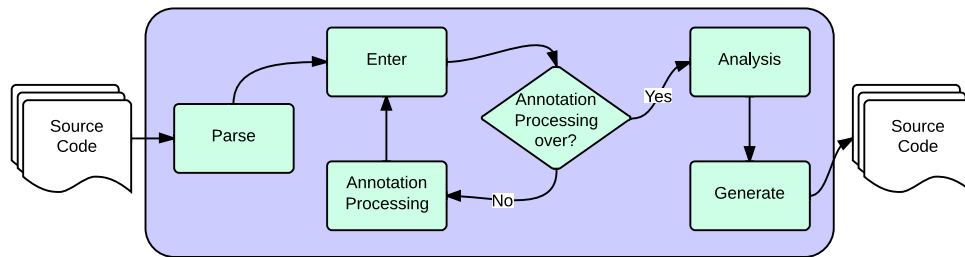 Source
Code
Parse
Enter
Annotation
Processing
Annotation
Processing
over?
No
Yes
Analysis
Generate
Source
Code